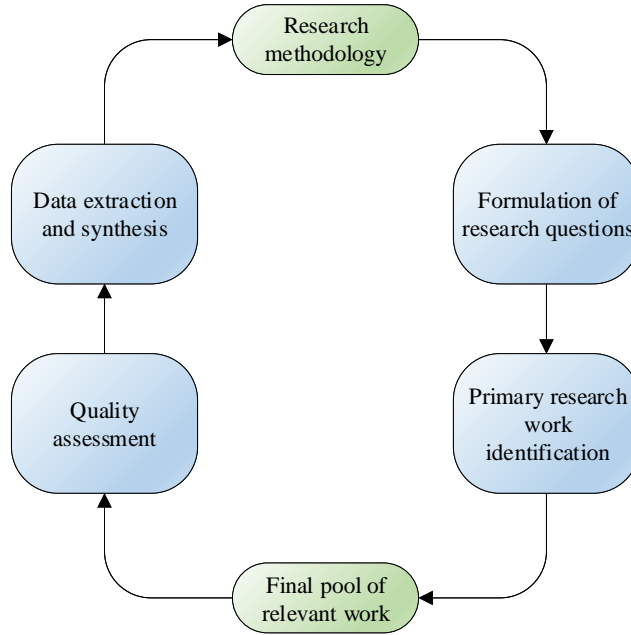 Research
methodology
Formulation of
research questions
Primary research
work
identification
Final pool of
relevant work
Quality
assessment
Data extraction
and synthesis